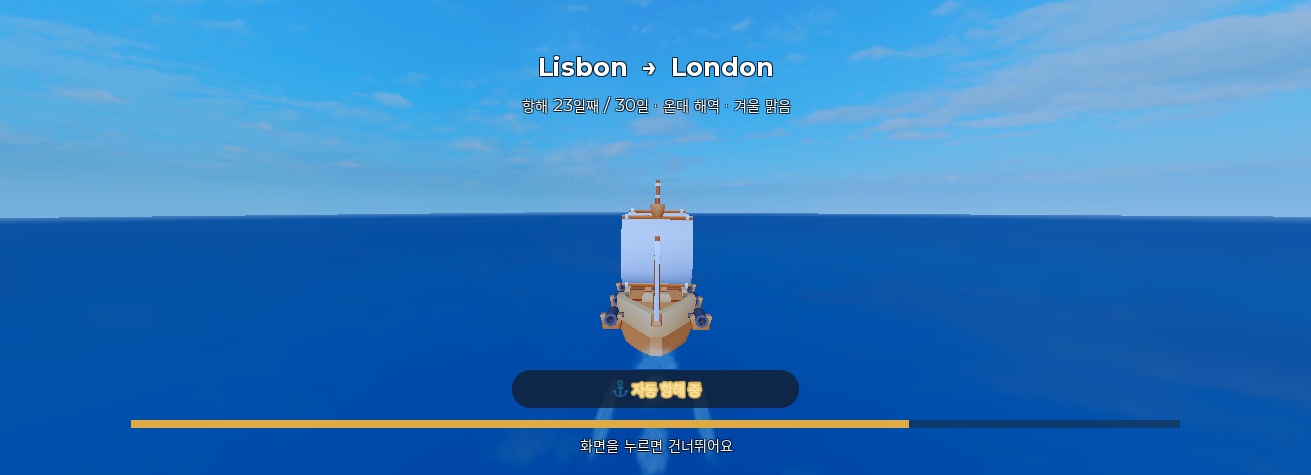 Lisbon → London
항해 23일째 / 30일 · 온대 해역 · 겨울 맑음
⚓ 자동 항해 중
화면을 누르면 건너뛰어요